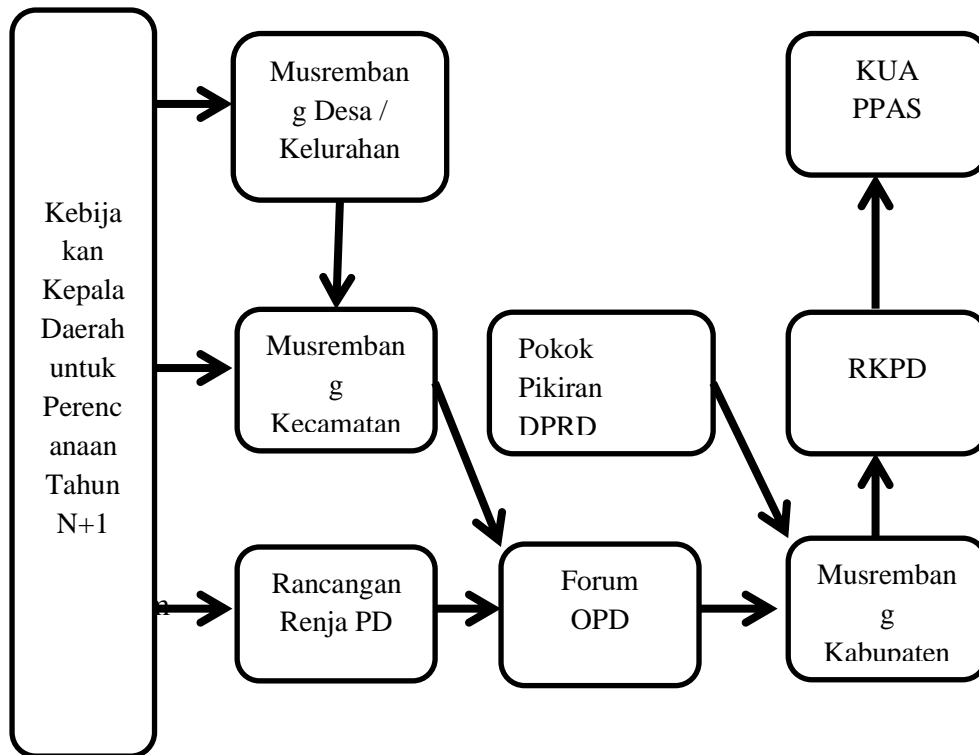 Kebija
kan
Kepala
Daerah
untuk
Perenc
anaan
Tahun
N+1
Musremban
g Desa /
Kelurahan
Musremban
g
Kecamatan
Rancangan
Renja PD
Pokok
Pikiran
DPRD
Forum
OPD
KUA
PPAS
RKPD
Musremban
g
Kabupaten